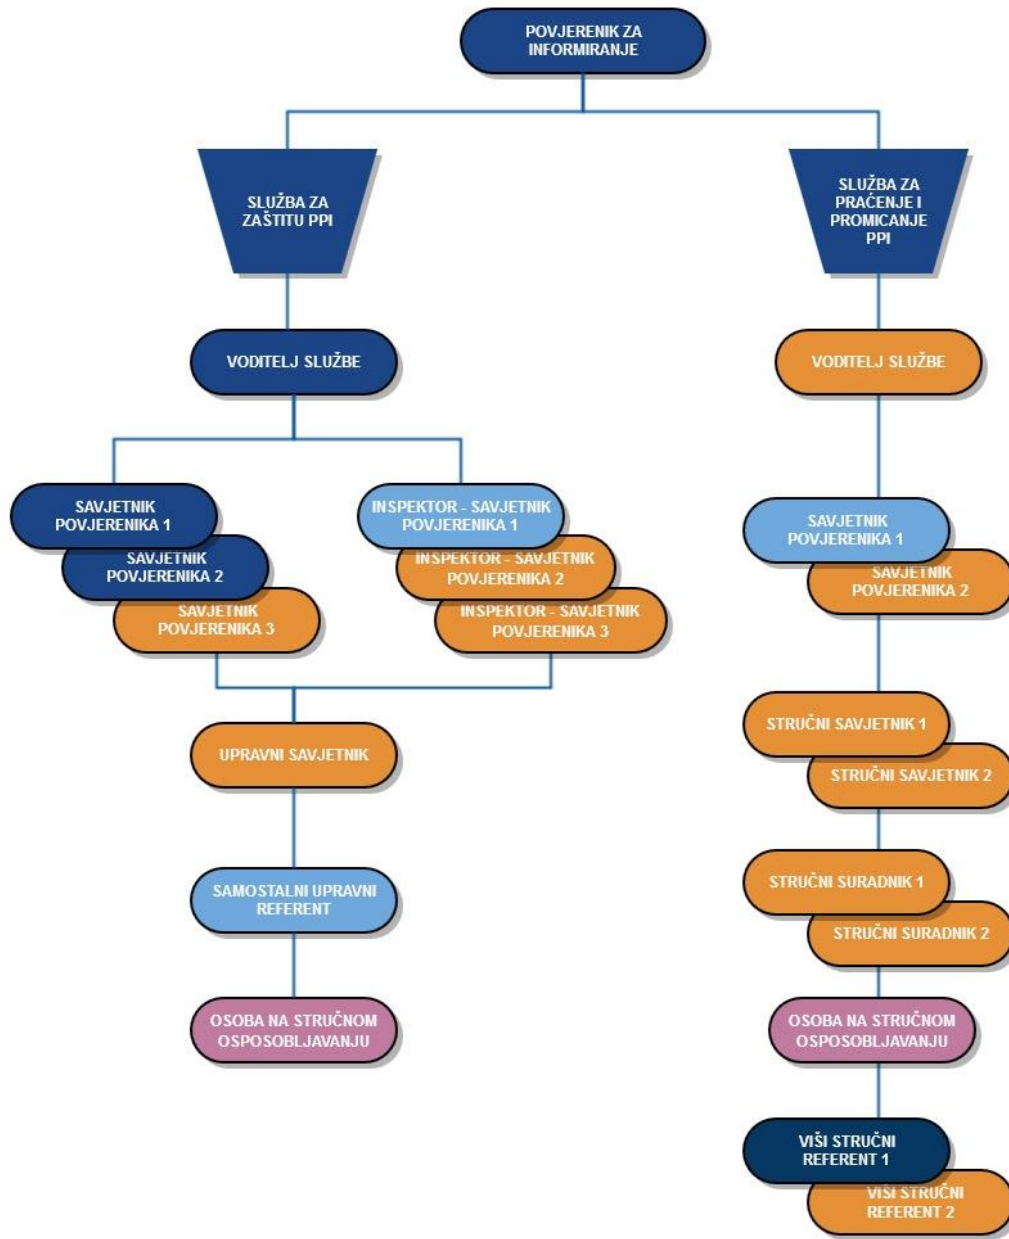 POVJERENIK ZA
INFORMIRANJE
SLUŽBA ZA
ZAŠTITU PPI
SLUŽBA ZA
PRAĆENJE I
PROMICANJE
PPI
VODITELJ SLUŽBE
VODITELJ SLUŽBE
SAVJETNIK
POVJERENIKA 1
SAVJETNIK
POVJERENIKA 2
SAVJETNIK
POVJERENIKA 3
INSPEKTOR - SAVJETNIK
POVJERENIKA 1
INSPEKTOR - SAVJETNIK
POVJERENIKA 2
INSPEKTOR - SAVJETNIK
POVJERENIKA 3
SAVJETNIK
POVJERENIKA 1
SAVJETNIK
POVJERENIKA 2
UPRAVNI SAVJETNIK
STRUČNI SAVJETNIK 1
STRUČNI SAVJETNIK 2
SAMOSTALNI UPRAVNI
REFERENT
STRUČNI SURADNIK 1
STRUČNI SURADNIK 2
OSOBA NA STRUČNOM
OSPOSOBLJAVANJU
OSOBA NA STRUČNOM
OSPOSOBLJAVANJU
VIŠI STRUČNI
REFERENT 1
VIŠI STRUČNI
REFERENT 2